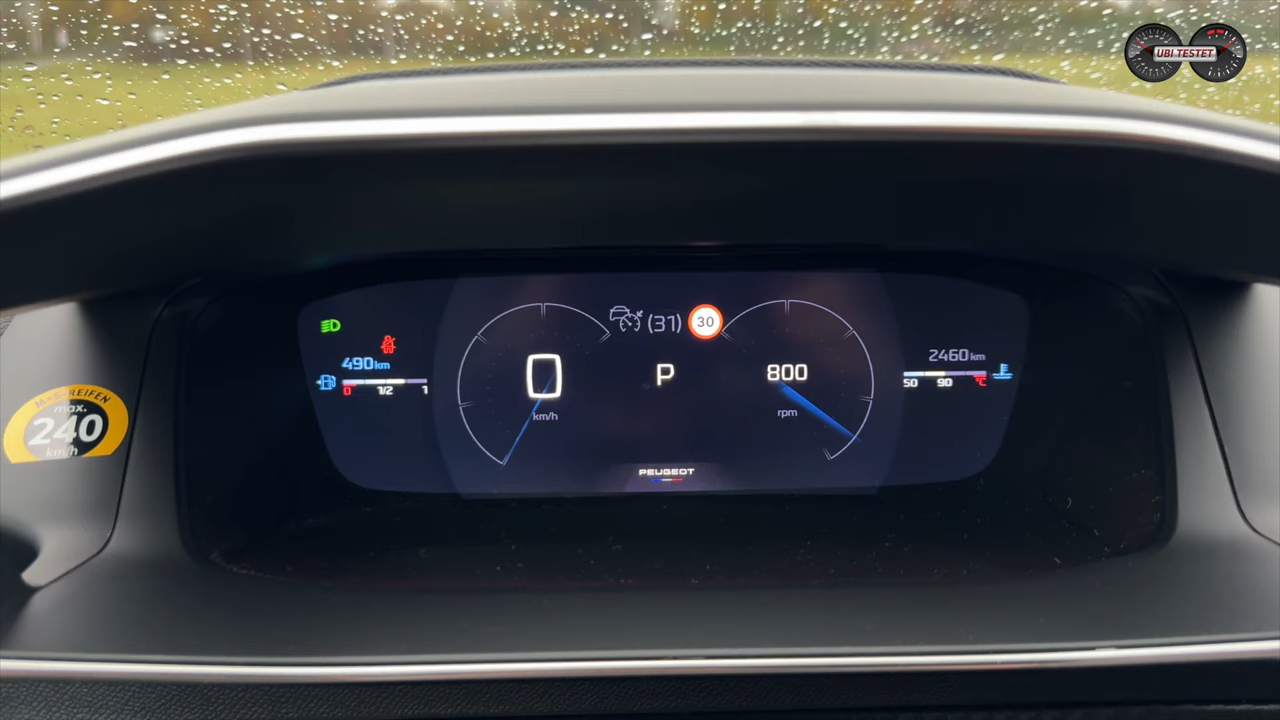 UBI TESTET
M+S-REIFEN
max.
240
km/h
490 km
0 1/2 1
0
km/h
(31) 30
P
800
rpm
PEUGEOT
2460 km
50 90 °C